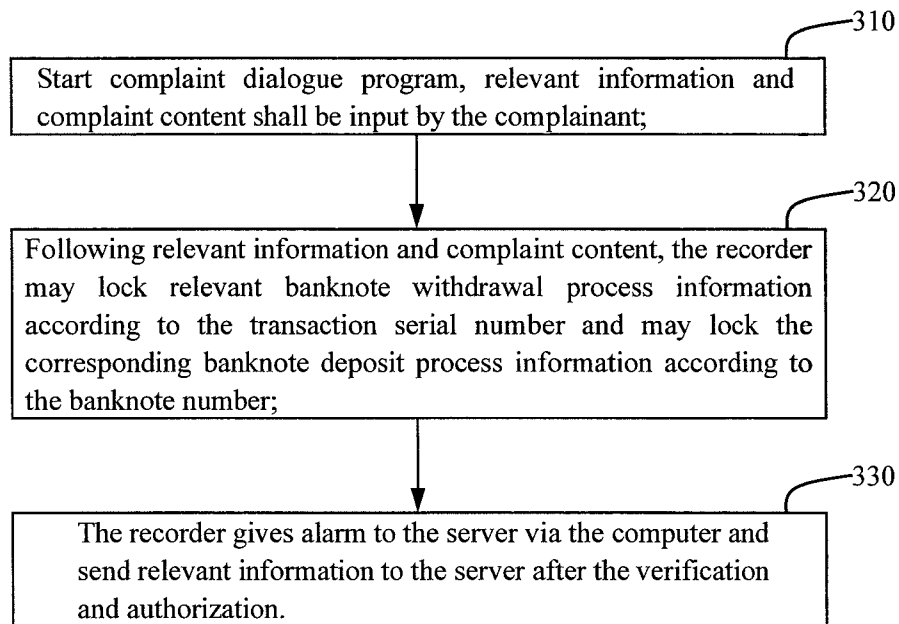 310
Start complaint dialogue program, relevant information and
complaint content shall be input by the complainant;
320
Following relevant information and complaint content, the recorder
may lock relevant banknote withdrawal process information
according to the transaction serial number and may lock the
corresponding banknote deposit process information according to
the banknote number;
330
The recorder gives alarm to the server via the computer and
send relevant information to the server after the verification
and authorization.